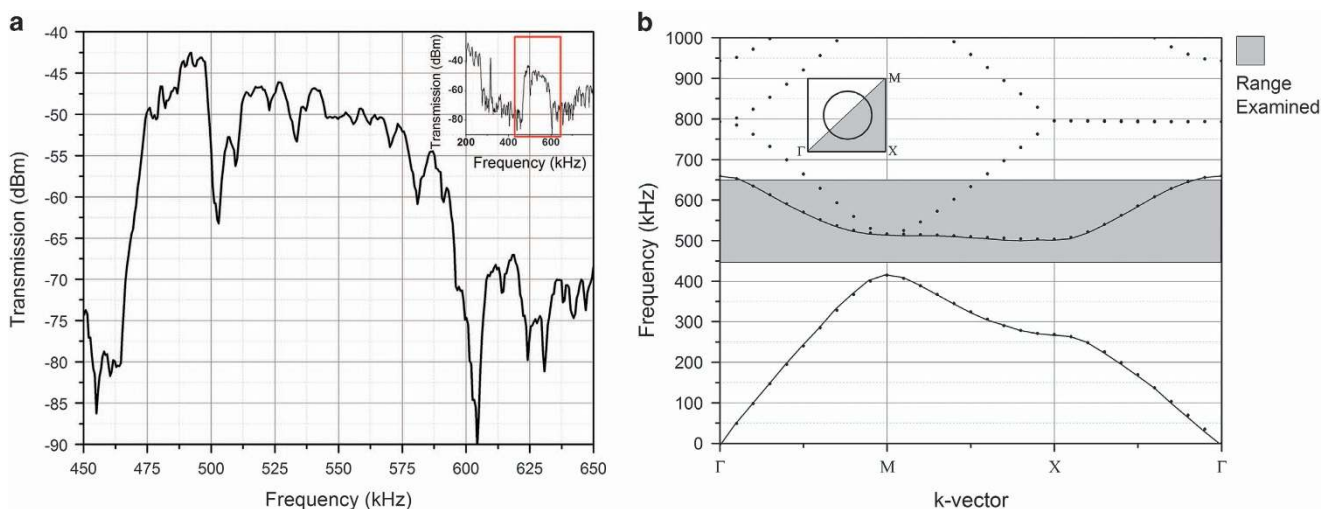 a
-40
-45
-50
-55
-60
-65
-70
-75
-80
-85
-90
Transmission (dBm)
450 475 500 525 550 575 600 625 650
Frequency (kHz)
-40
-60
-80
Transmission (dBm)
200 400 600
Frequency (kHz)
b
1000
900
800
700
650
600
500
400
300
200
100
0
Frequency (kHz)
M
Γ X
Γ M X Γ
k-vector
Range
Examined